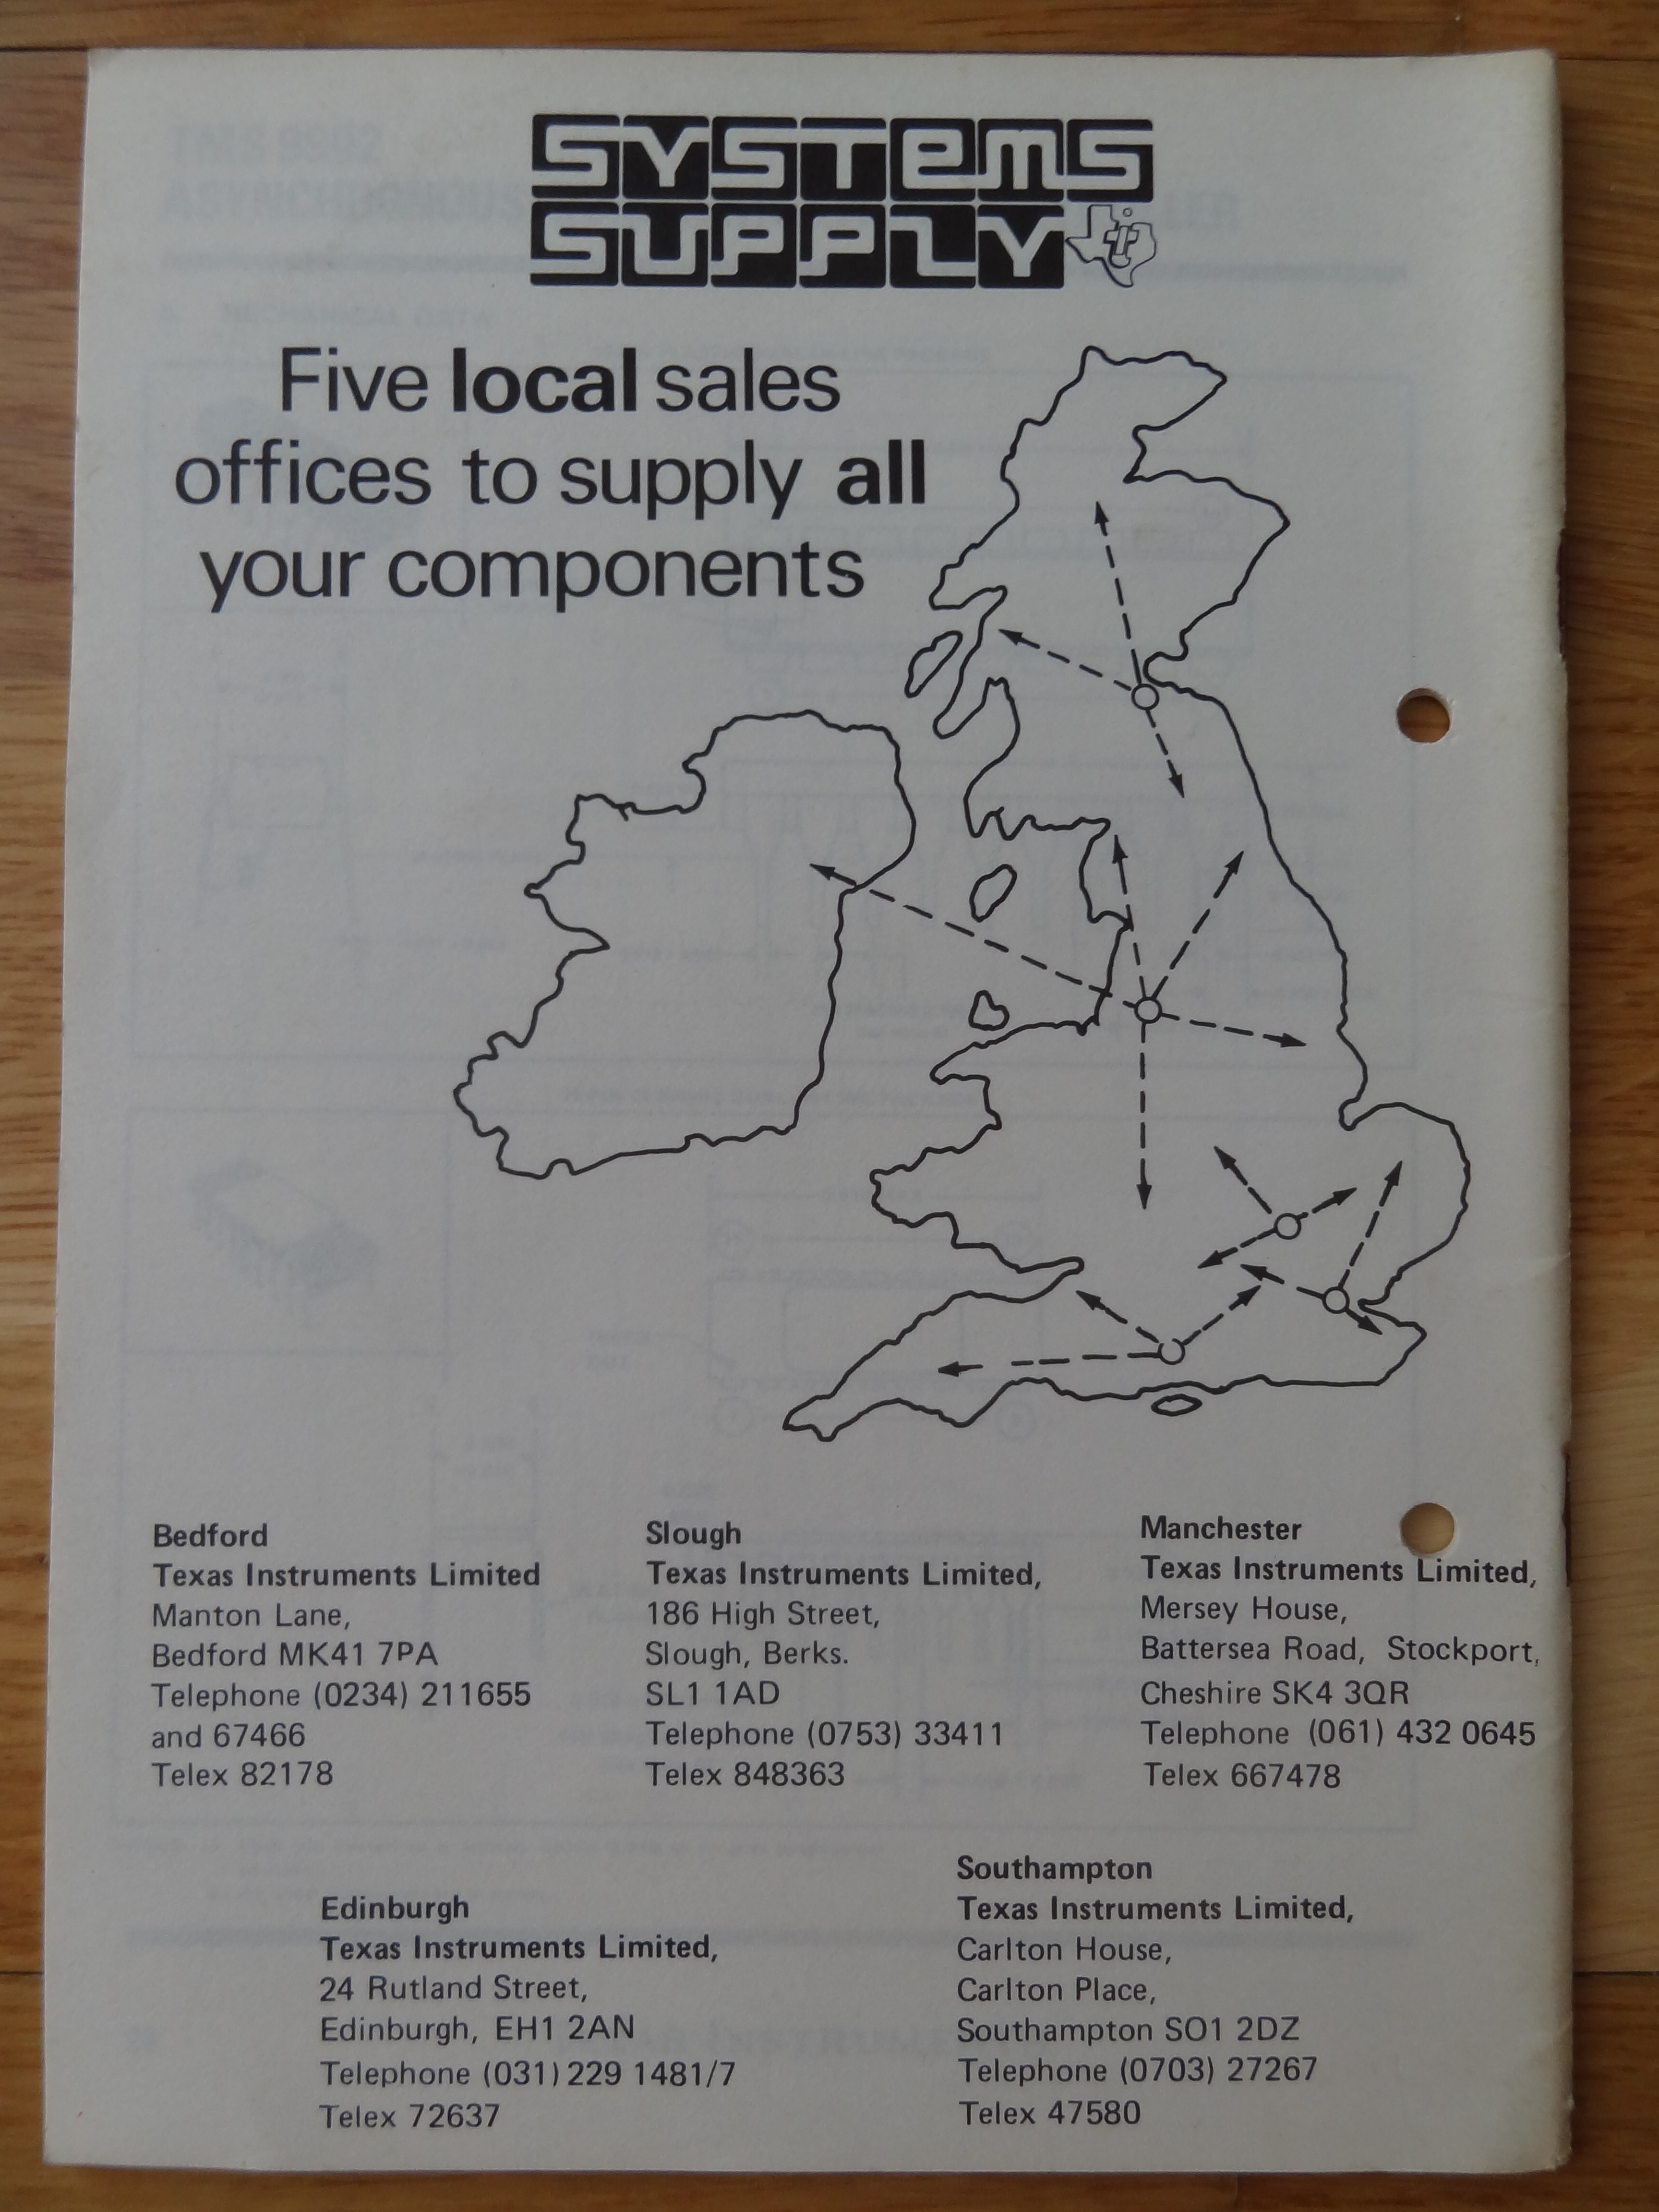 SYSTEMS
SUPPLY
Five local sales
offices to supply all
your components
Bedford
Texas Instruments Limited
Manton Lane,
Bedford MK41 7PA
Telephone (0234) 211655
and 67466
Telex 82178
Slough
Texas Instruments Limited,
186 High Street,
Slough, Berks.
SL1 1AD
Telephone (0753) 33411
Telex 848363
Manchester
Texas Instruments Limited,
Mersey House,
Battersea Road, Stockport,
Cheshire SK4 3QR
Telephone (061) 432 0645
Telex 667478
Edinburgh
Texas Instruments Limited,
24 Rutland Street,
Edinburgh, EH1 2AN
Telephone (031) 229 1481/7
Telex 72637
Southampton
Texas Instruments Limited,
Carlton House,
Carlton Place,
Southampton SO1 2DZ
Telephone (0703) 27267
Telex 47580